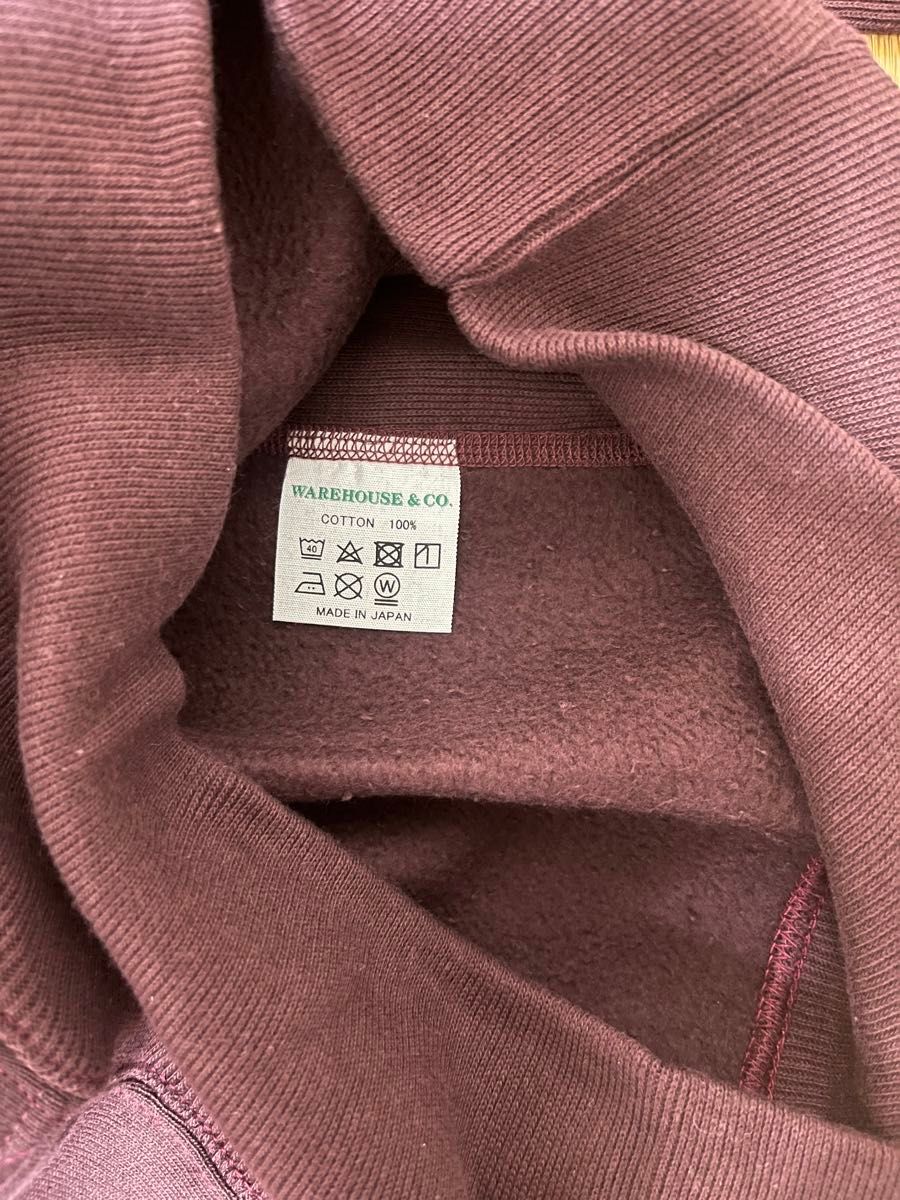 WAREHOUSE & CO.
COTTON 100%
40
W
MADE IN JAPAN